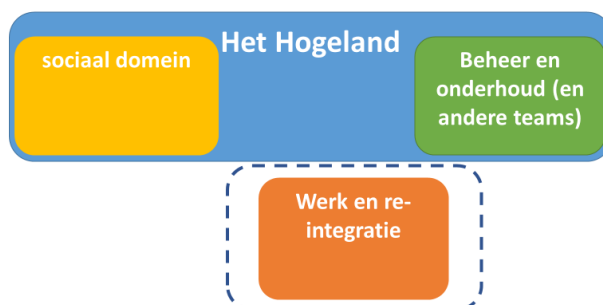 Het Hogeland
sociaal domein
Beheer en
onderhoud (en
andere teams)
Werk en re-
integratie